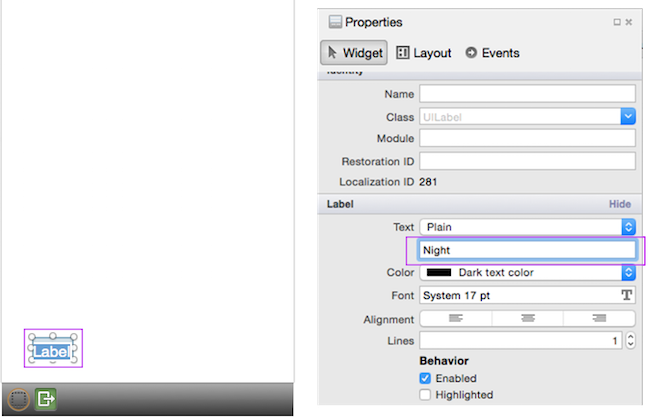 Properties
Widget
Layout
Events
Identity
Name
Class UILabel
Module
Restoration ID
Localization ID 281
Label Hide
Text Plain
Night
Color Dark text color
Font System 17 pt T
Alignment
Lines 1
Behavior
Enabled
Highlighted
Label